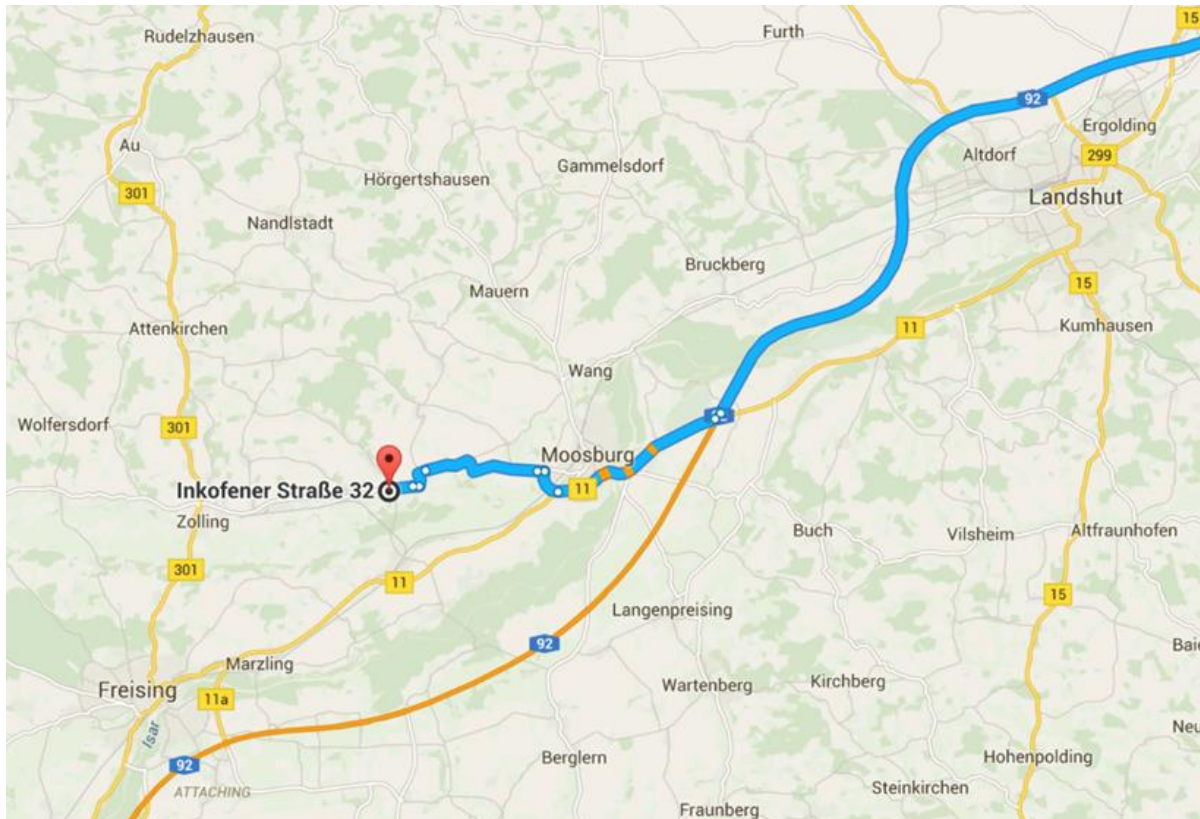 Rudelzhausen
Furth
15
92
Au
Ergolding
Altdorf
299
Gammelsdorf
Hörgertshausen
301
Landshut
Nandlstadt
Bruckberg
15
Mauern
Attenkirchen
11
Kumhausen
Wang
Wolfersdorf
301
Moosburg
Inkofener Straße 32
11
Zolling
Buch
Vilsheim
Altfraunhofen
301
11
15
Langenpreising
92
Marzling
Kirchberg
Wartenberg
Freising
11a
Isar
Berglern
Hohenpolding
92
ATTACHING
Steinkirchen
Fraunberg